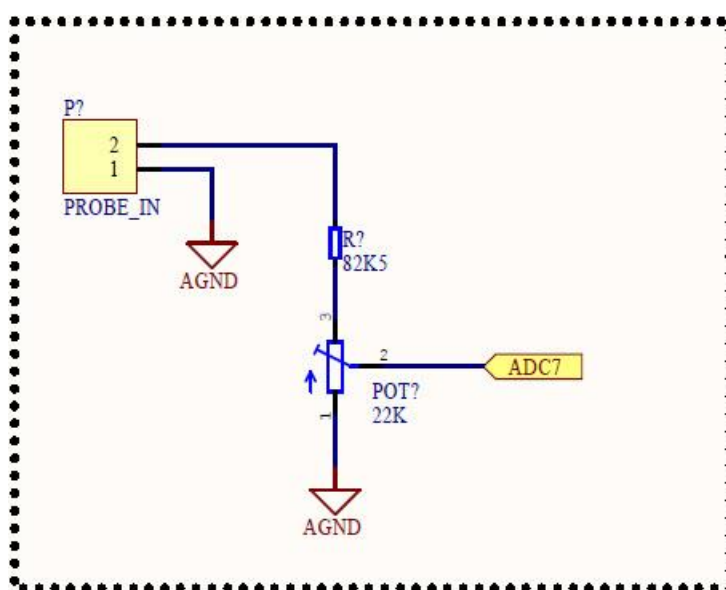 P?
2
1
PROBE_IN
AGND
R?
82K5
3
2
ADC7
POT?
22K
1
AGND